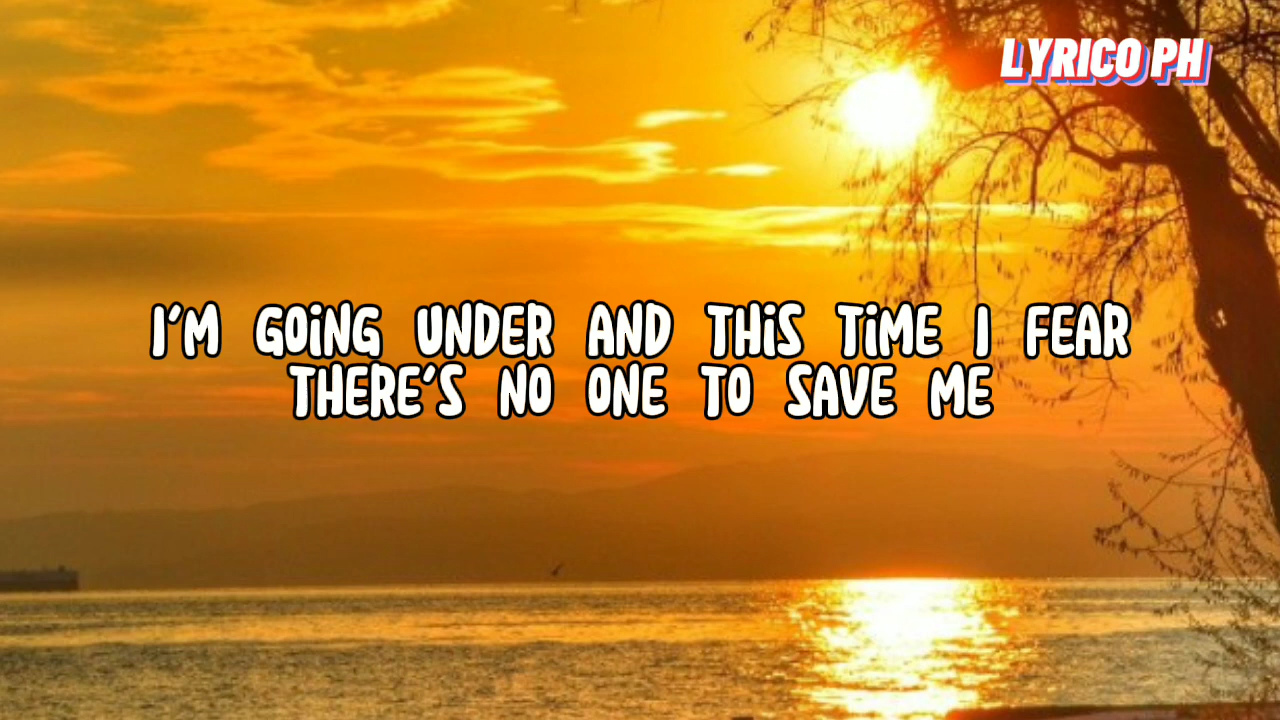 LYRICO PH
I'M GOING UNDER AND THIS TIME I FEAR
THERE'S NO ONE TO SAVE ME